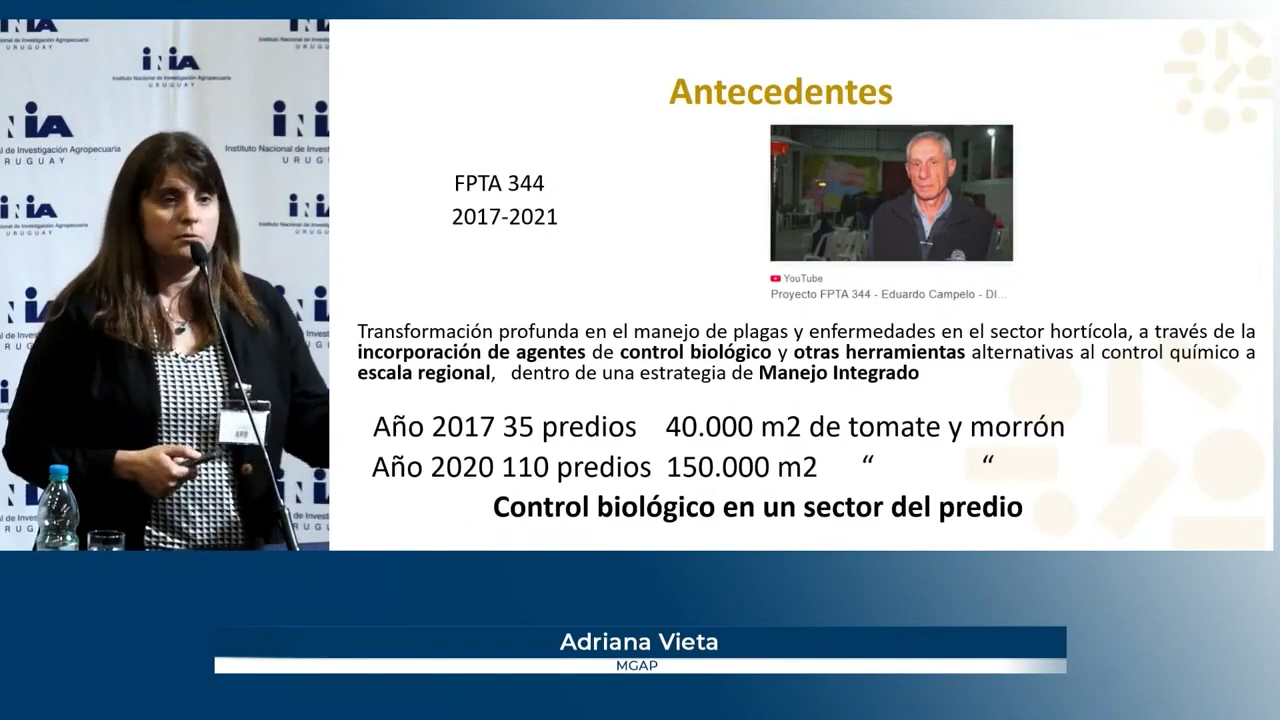 INIA
Instituto Nacional de Investigación Agropecuaria
URUGUAY
Antecedentes
FPTA 344
2017-2021
YouTube
Proyecto FPTA 344 - Eduardo Campelo - DI...
Transformación profunda en el manejo de plagas y enfermedades en el sector hortícola, a través de la
incorporación de agentes de control biológico y otras herramientas alternativas al control químico a
escala regional, dentro de una estrategia de Manejo Integrado
Año 2017 35 predios 40.000 m2 de tomate y morrón
Año 2020 110 predios 150.000 m2 “ “
Control biológico en un sector del predio
Adriana Vieta
MGAP